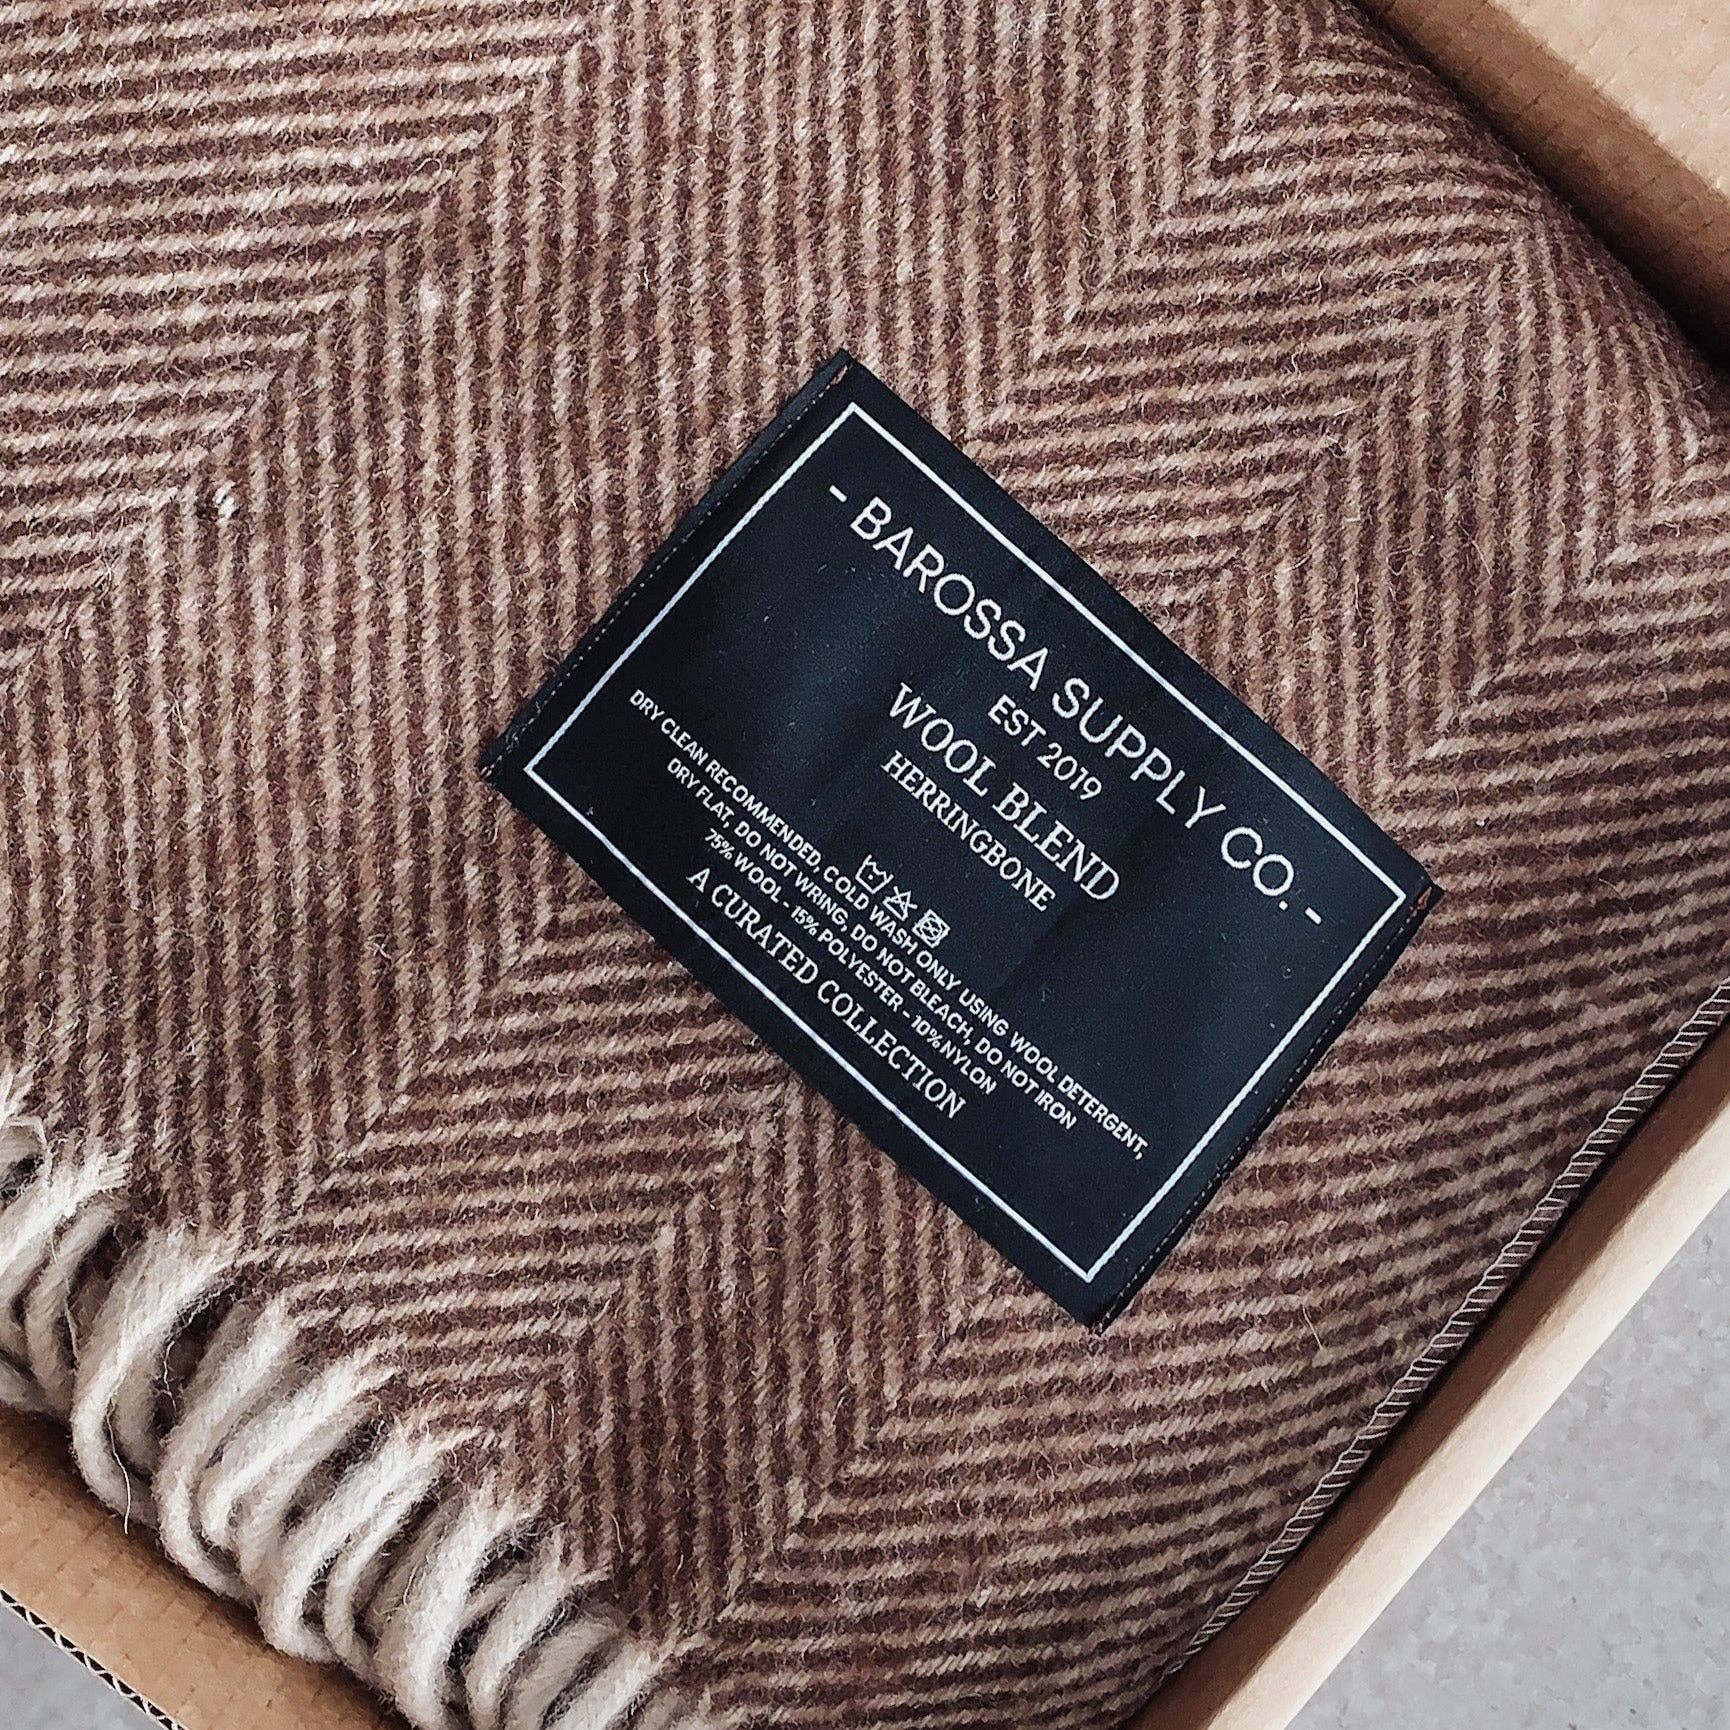 - BAROSSA SUPPLY CO. -
EST 2019
WOOL BLEND
HERRINGBONE
DRY CLEAN RECOMMENDED, COLD WASH ONLY USING WOOL DETERGENT,
DRY FLAT, DO NOT WRING, DO NOT BLEACH, DO NOT IRON
75% WOOL - 15% POLYESTER - 10% NYLON
A CURATED COLLECTION